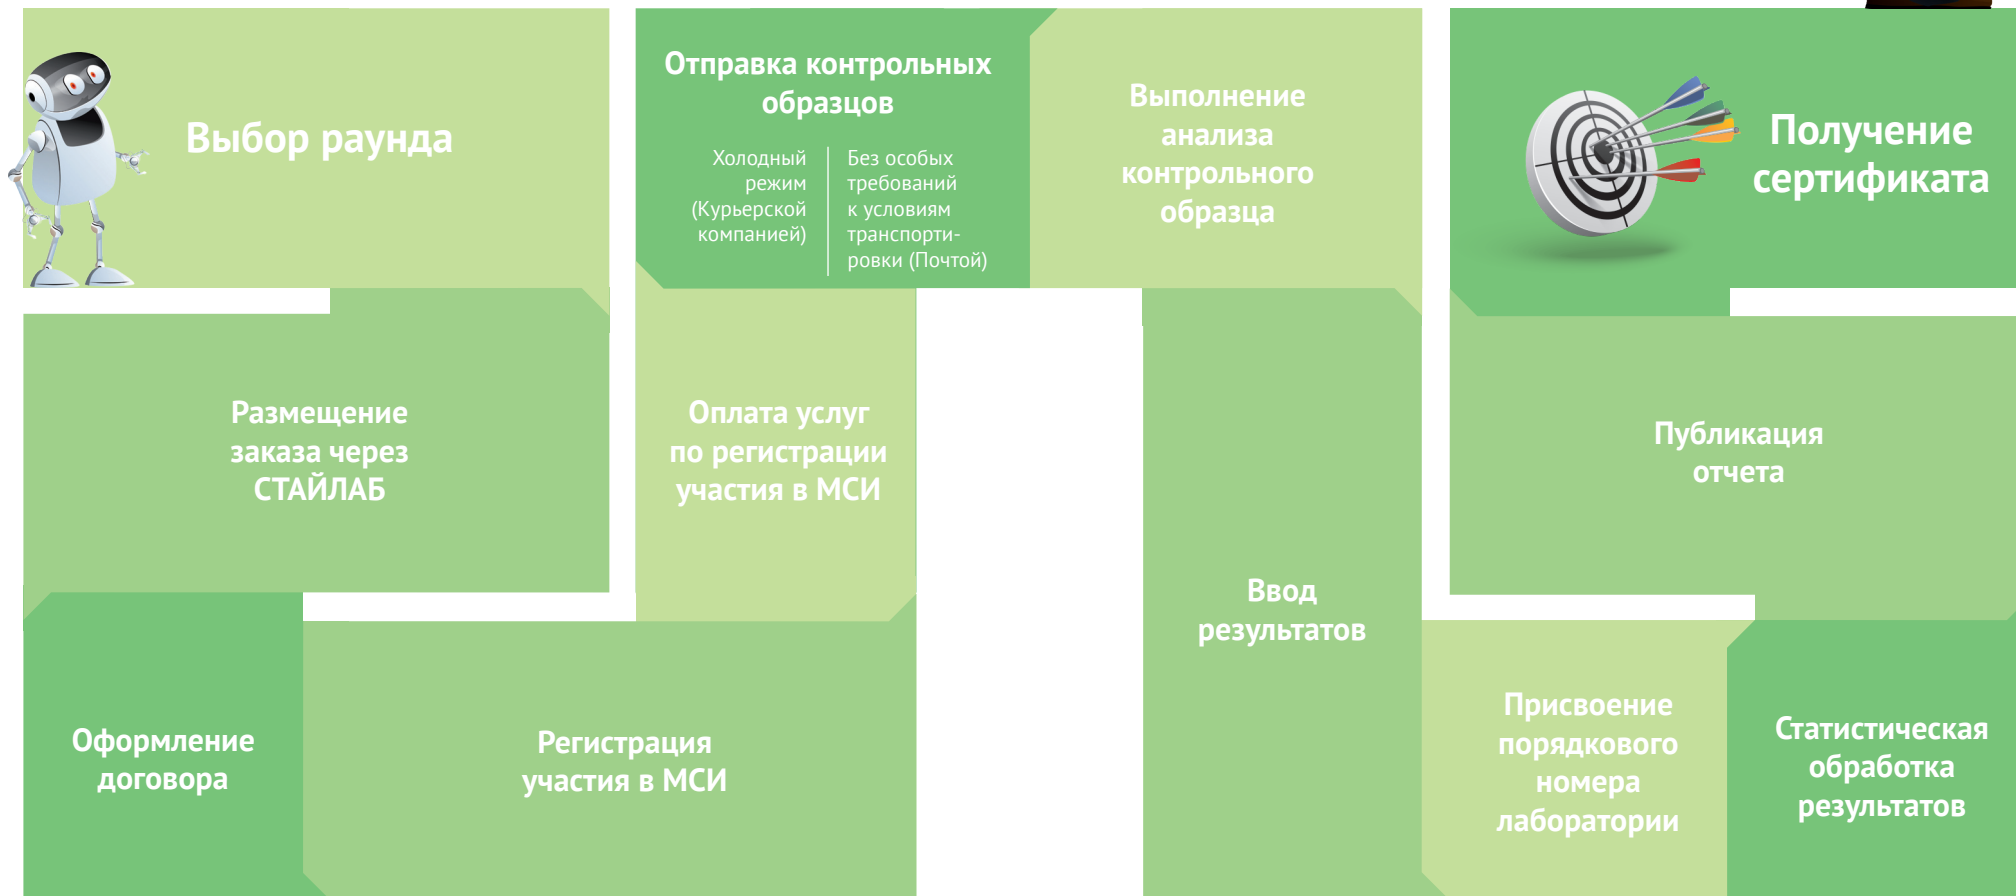 Выбор раунда
Размещение
заказа через
СТАЙЛАБ
Оформление
договора
Регистрация
участия в МСИ
Оплата услуг
по регистрации
участия в МСИ
Отправка контрольных
образцов
Холодный
режим
(Курьерской
компанией)
Без особых
требований
к условиям
транспорти-
ровки (Почтой)
Выполнение
анализа
контрольного
образца
Ввод
результатов
Присвоение
порядкового
номера
лаборатории
Статистическая
обработка
результатов
Публикация
отчета
Получение
сертификата